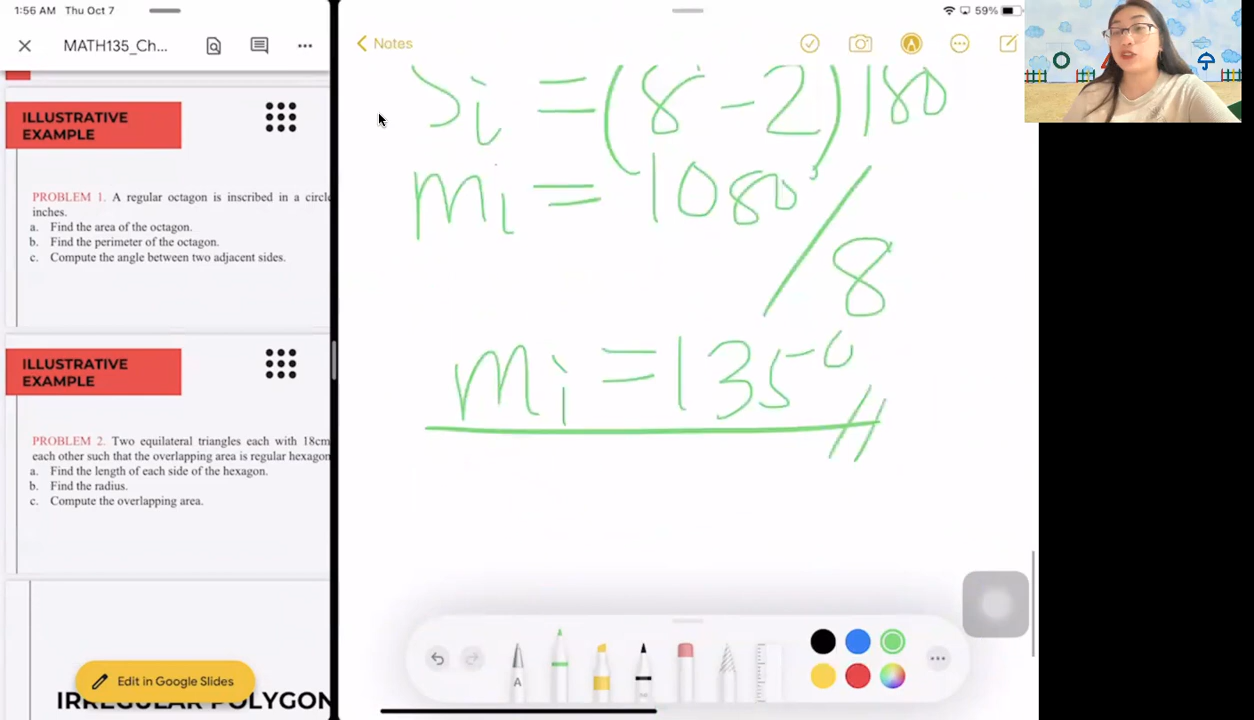 1:56 AM Thu Oct 7
59%
MATH135_Ch...
ILLUSTRATIVE
EXAMPLE
PROBLEM 1. A regular octagon is inscribed in a circl
inches.
a. Find the area of the octagon.
b. Find the perimeter of the octagon.
c. Compute the angle between two adjacent sides.
ILLUSTRATIVE
EXAMPLE
PROBLEM 2. Two equilateral triangles each with 18cm
each other such that the overlapping area is regular hexagon
a. Find the length of each side of the hexagon.
b. Find the radius.
c. Compute the overlapping area.
IRREGULAR POLYGON
Edit in Google Slides
Notes
Si = (8-2)180
mi = 1080°/8
mi = 135°
A